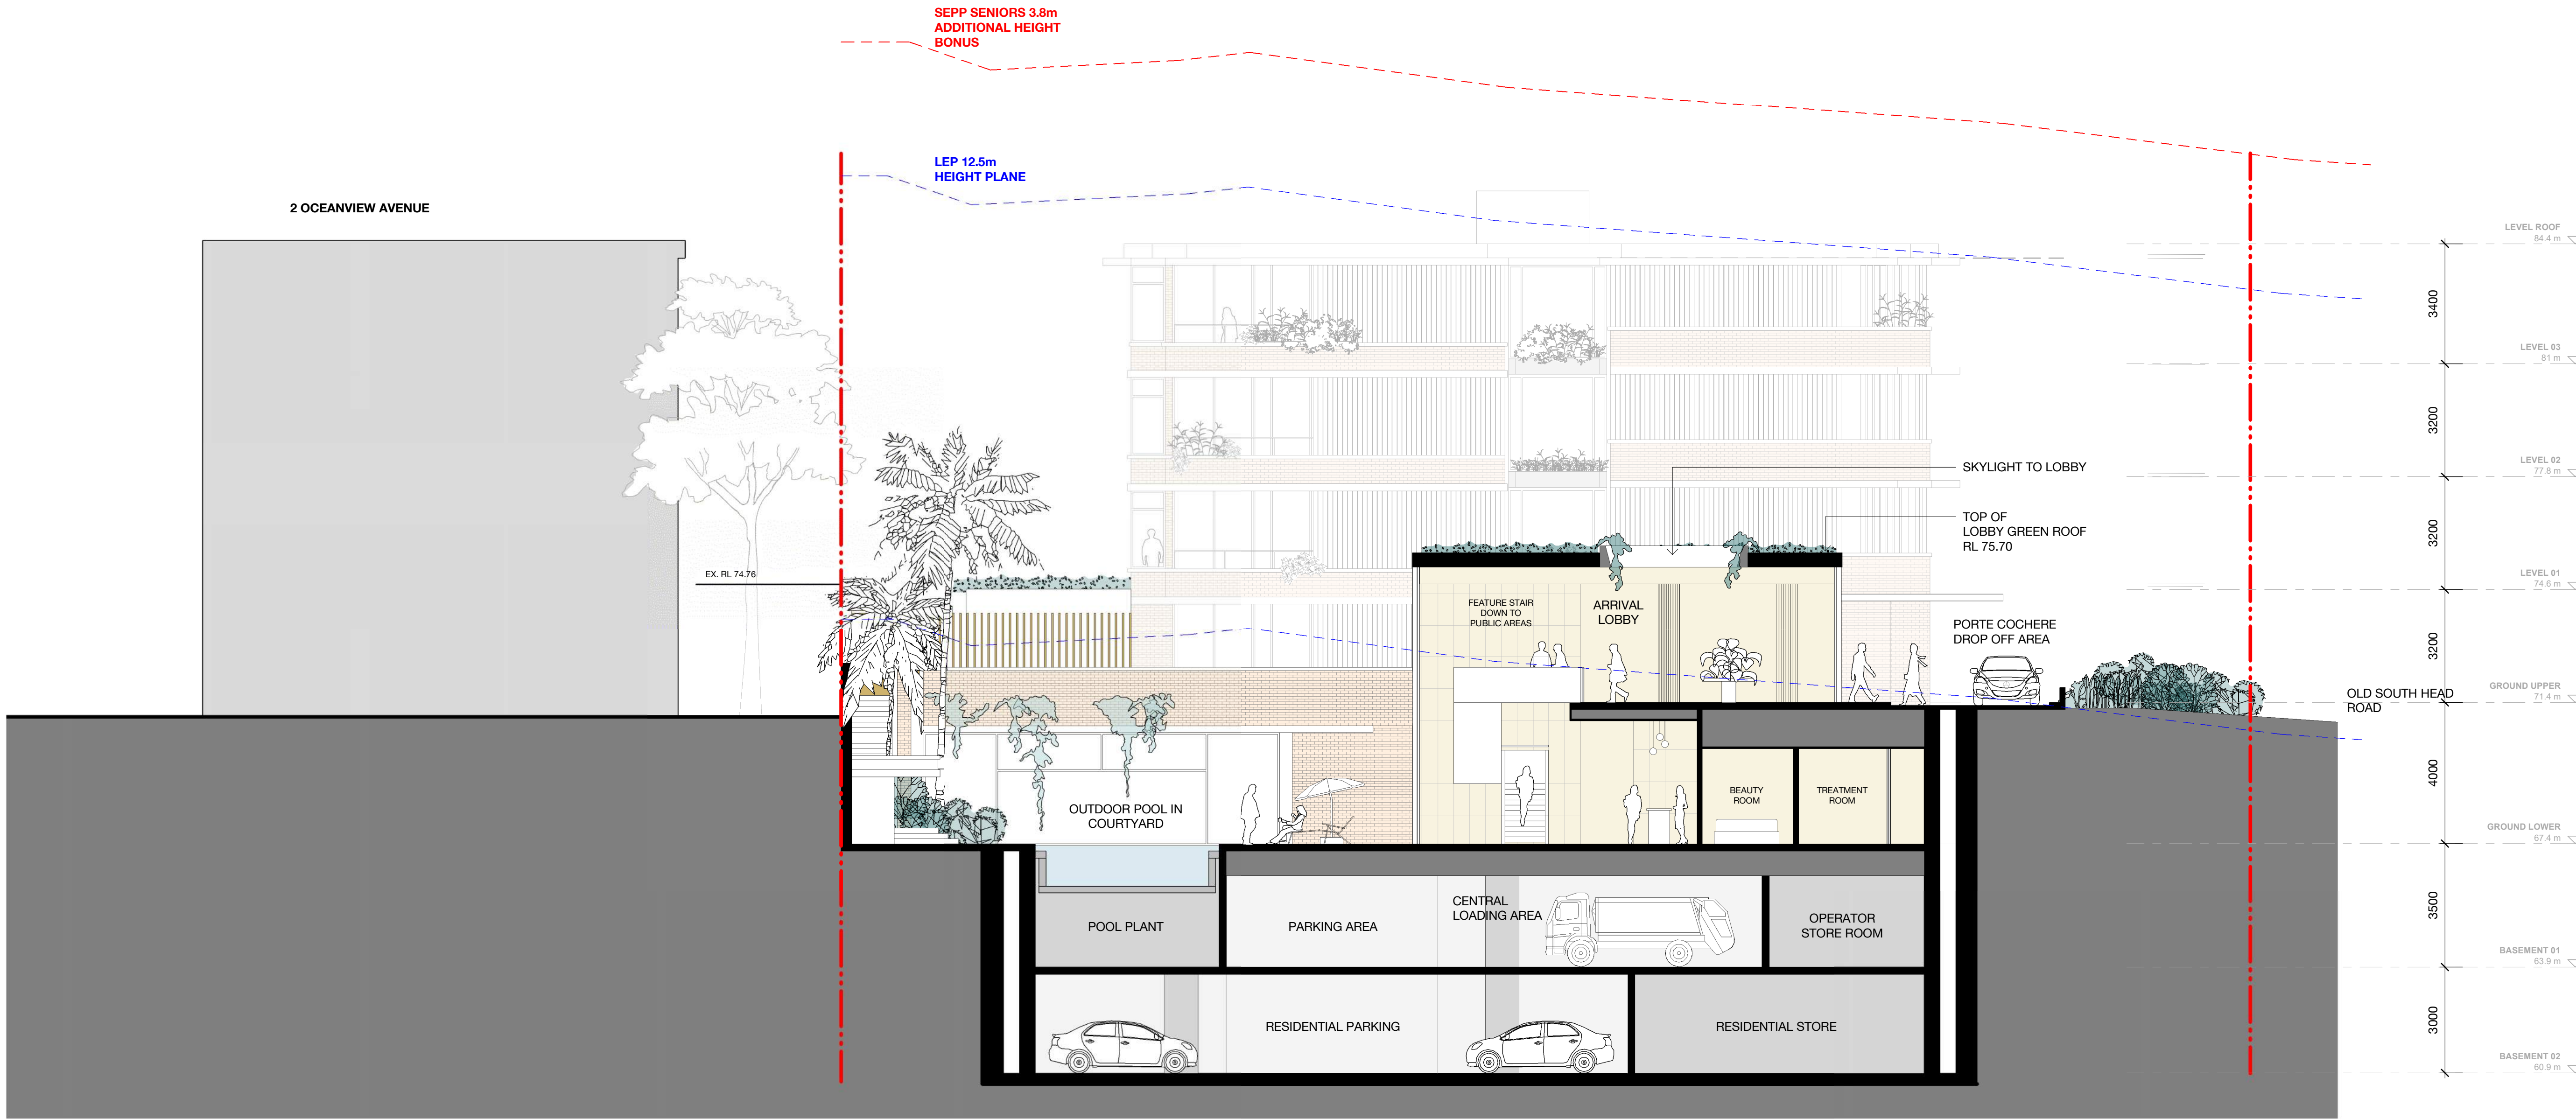 SEPP SENIORS 3.8m
ADDITIONAL HEIGHT
BONUS
LEP 12.5m
HEIGHT PLANE
2 OCEANVIEW AVENUE
LEVEL ROOF
84.4 m
3400
LEVEL 03
81 m
3200
LEVEL 02
77.8 m
SKYLIGHT TO LOBBY
TOP OF
LOBBY GREEN ROOF
RL 75.70
3200
EX. RL 74.76
LEVEL 01
74.6 m
FEATURE STAIR
DOWN TO
PUBLIC AREAS
ARRIVAL
LOBBY
PORTE COCHERE
DROP OFF AREA
3200
GROUND UPPER
71.4 m
OLD SOUTH HEAD
ROAD
4000
OUTDOOR POOL IN
COURTYARD
BEAUTY
ROOM
TREATMENT
ROOM
GROUND LOWER
67.4 m
POOL PLANT
PARKING AREA
CENTRAL
LOADING AREA
OPERATOR
STORE ROOM
3500
BASEMENT 01
63.9 m
RESIDENTIAL PARKING
RESIDENTIAL STORE
3000
BASEMENT 02
60.9 m